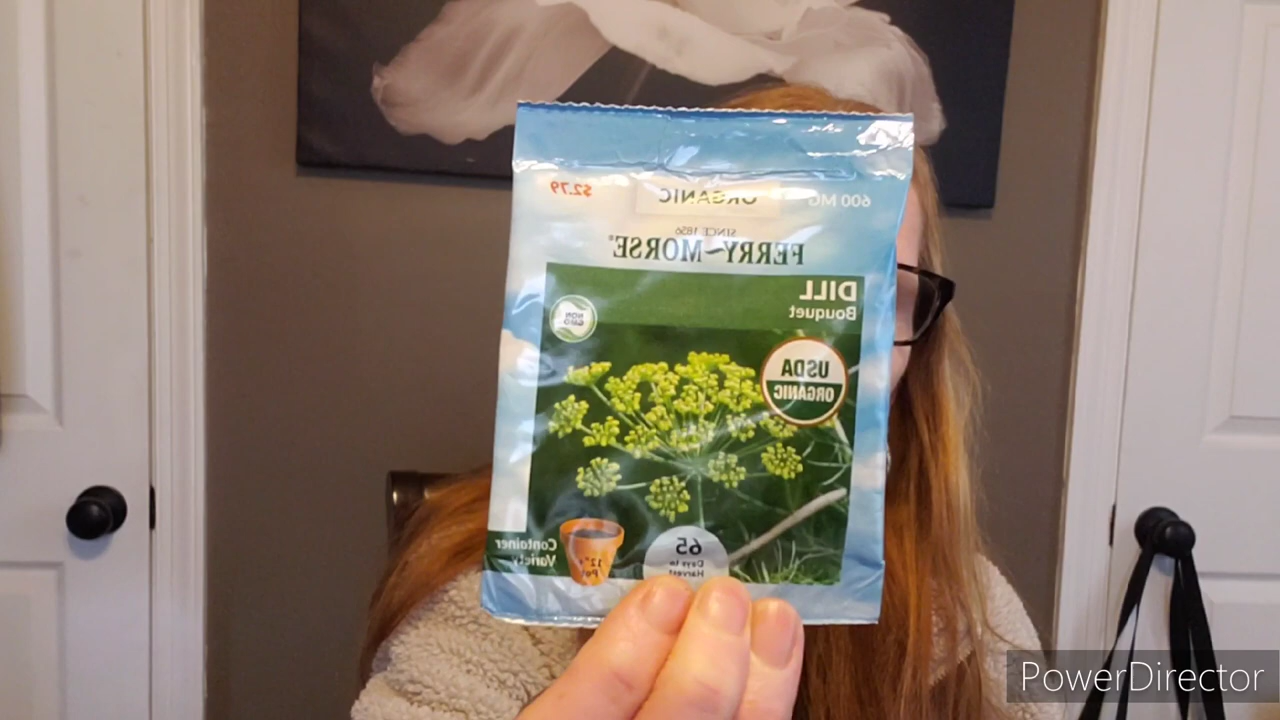 600 MG ORGANIC $2.79
SINCE 1856
FERRY~MORSE®
DILL
Bouquet
NON
GMO
USDA
ORGANIC
65
Days to
Harvest
Container
Variety
12"
Pot
PowerDirector